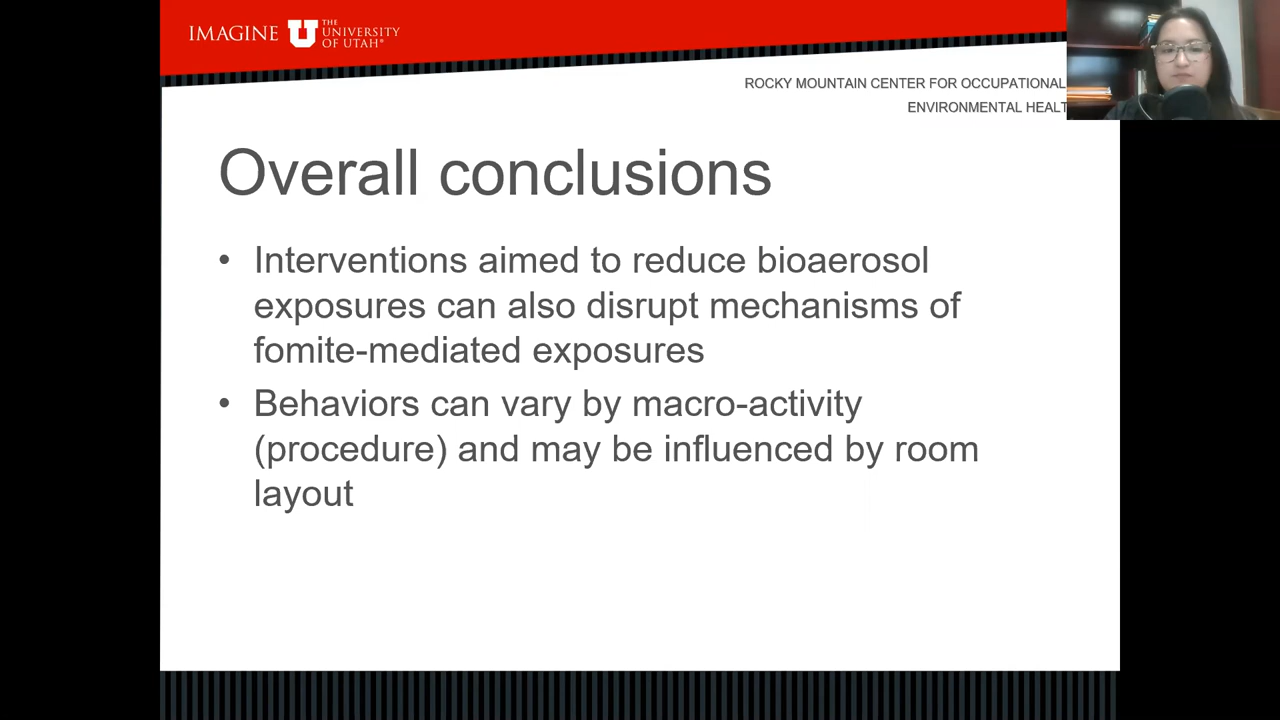 IMAGINE
THE
UNIVERSITY
OF UTAH®
ROCKY MOUNTAIN CENTER FOR OCCUPATIONAL
ENVIRONMENTAL HEALT
Overall conclusions
• Interventions aimed to reduce bioaerosol
exposures can also disrupt mechanisms of
fomite-mediated exposures
• Behaviors can vary by macro-activity
(procedure) and may be influenced by room
layout